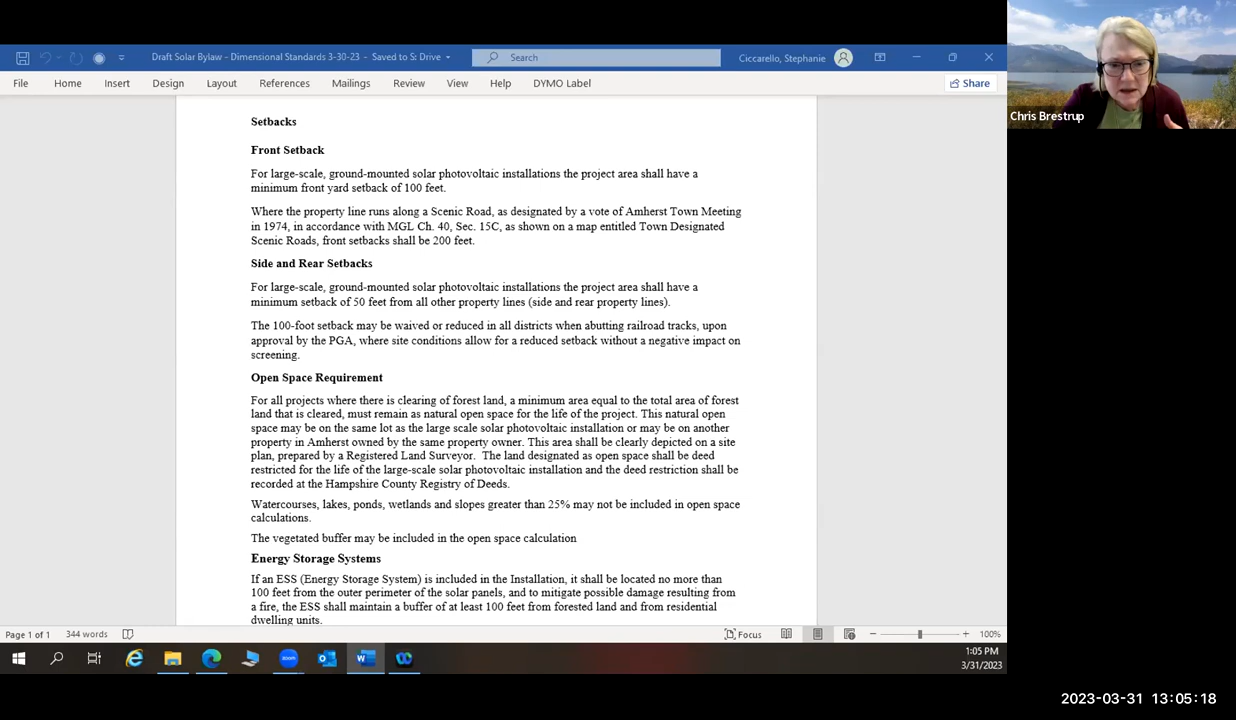 Draft Solar Bylaw - Dimensional Standards 3-30-23 - Saved to S: Drive
Search
Ciccarello, Stephanie
File Home Insert Design Layout References Mailings Review View Help DYMO Label
Share
Chris Brestrup
Setbacks
Front Setback
For large-scale, ground-mounted solar photovoltaic installations the project area shall have a
minimum front yard setback of 100 feet.
Where the property line runs along a Scenic Road, as designated by a vote of Amherst Town Meeting
in 1974, in accordance with MGL Ch. 40, Sec. 15C, as shown on a map entitled Town Designated
Scenic Roads, front setbacks shall be 200 feet.
Side and Rear Setbacks
For large-scale, ground-mounted solar photovoltaic installations the project area shall have a
minimum setback of 50 feet from all other property lines (side and rear property lines).
The 100-foot setback may be waived or reduced in all districts when abutting railroad tracks, upon
approval by the PGA, where site conditions allow for a reduced setback without a negative impact on
screening.
Open Space Requirement
For all projects where there is clearing of forest land, a minimum area equal to the total area of forest
land that is cleared, must remain as natural open space for the life of the project. This natural open
space may be on the same lot as the large scale solar photovoltaic installation or may be on another
property in Amherst owned by the same property owner. This area shall be clearly depicted on a site
plan, prepared by a Registered Land Surveyor. The land designated as open space shall be deed
restricted for the life of the large-scale solar photovoltaic installation and the deed restriction shall be
recorded at the Hampshire County Registry of Deeds.
Watercourses, lakes, ponds, wetlands and slopes greater than 25% may not be included in open space
calculations.
The vegetated buffer may be included in the open space calculation
Energy Storage Systems
If an ESS (Energy Storage System) is included in the Installation, it shall be located no more than
100 feet from the outer perimeter of the solar panels, and to mitigate possible damage resulting from
a fire, the ESS shall maintain a buffer of at least 100 feet from forested land and from residential
dwelling units.
Page 1 of 1 344 words
Focus
100%
1:05 PM
3/31/2023
2023-03-31 13:05:18